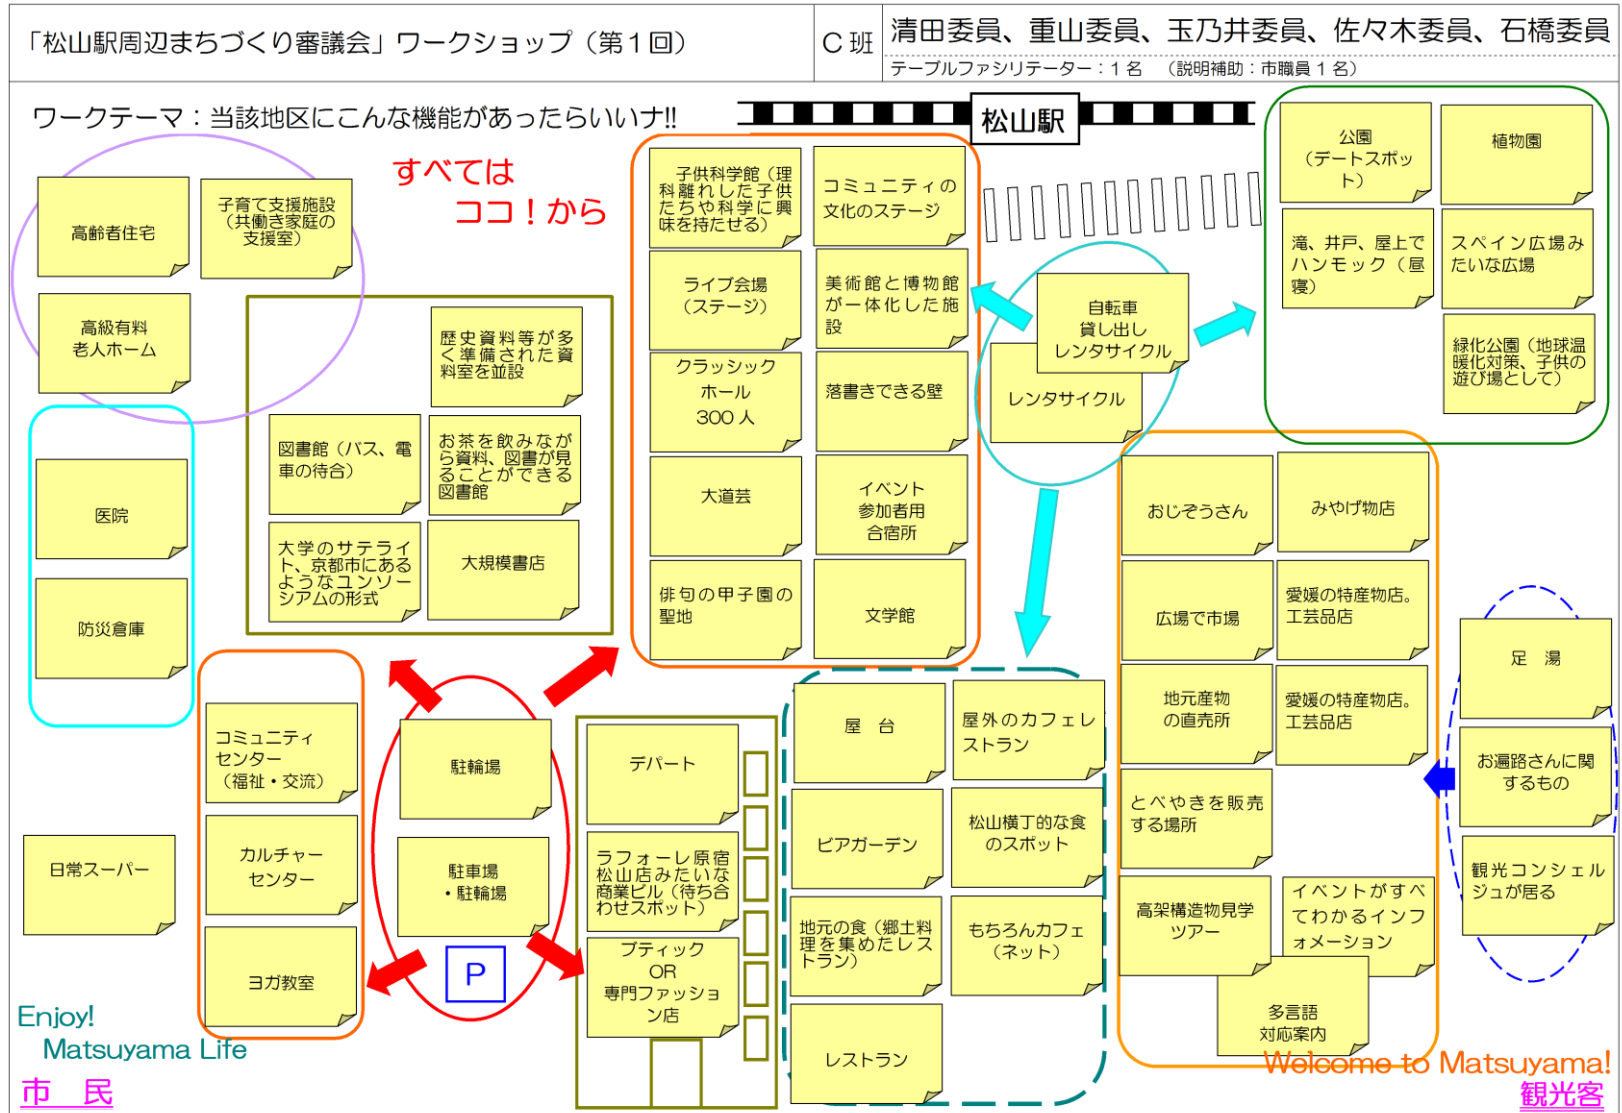 「松山駅周辺まちづくり審議会」ワークショップ（第１回）
Ｃ班
清田委員、重山委員、玉乃井委員、佐々木委員、石橋委員
テーブルファシリテーター：１名　（説明補助：市職員１名）
ワークテーマ：当該地区にこんな機能があったらいいナ!!
松山駅
すべては
ココ！から
高齢者住宅
子育て支援施設
（共働き家庭の
支援室）
高級有料
老人ホーム
医院
防災倉庫
歴史資料等が多
く準備された資
料室を並設
図書館（バス、電
車の待合）
お茶を飲みなが
ら資料、図書が見
ることができる
図書館
大学のサテライ
ト、京都市にある
ようなユンソー
シアムの形式
大規模書店
子供科学館（理
科離れした子供
たちや科学に興
味を持たせる）
コミュニティの
文化のステージ
ライブ会場
（ステージ）
美術館と博物館
が一体化した施
設
クラッシック
ホール
300 人
落書きできる壁
大道芸
イベント
参加者用
合宿所
俳句の甲子園の
聖地
文学館
自転車
貸し出し
レンタサイクル
レンタサイクル
公園
（デートスポッ
ト）
植物園
滝、井戸、屋上で
ハンモック（昼
寝）
スペイン広場み
たいな広場
緑化公園（地球温
暖化対策、子供の
遊び場として）
おじぞうさん
みやげ物店
広場で市場
愛媛の特産物店。
工芸品店
地元産物
の直売所
愛媛の特産物店。
工芸品店
とべやきを販売
する場所
高架構造物見学
ツアー
イベントがすべ
てわかるインフ
ォメーション
多言語
対応案内
足　湯
お遍路さんに関
するもの
観光コンシェル
ジュが居る
コミュニティ
センター
（福祉・交流）
カルチャー
センター
ヨガ教室
日常スーパー
駐輪場
駐車場
・駐輪場
P
デパート
ラフォーレ原宿
松山店みたいな
商業ビル（待ち合
わせスポット）
ブティック
OR
専門ファッショ
ン店
屋　台
屋外のカフェレ
ストラン
ビアガーデン
松山横丁的な食
のスポット
地元の食（郷土料
理を集めたレス
トラン）
もちろんカフェ
（ネット）
レストラン
Enjoy!
Matsuyama Life
市　民
Welcome to Matsuyama!
観光客